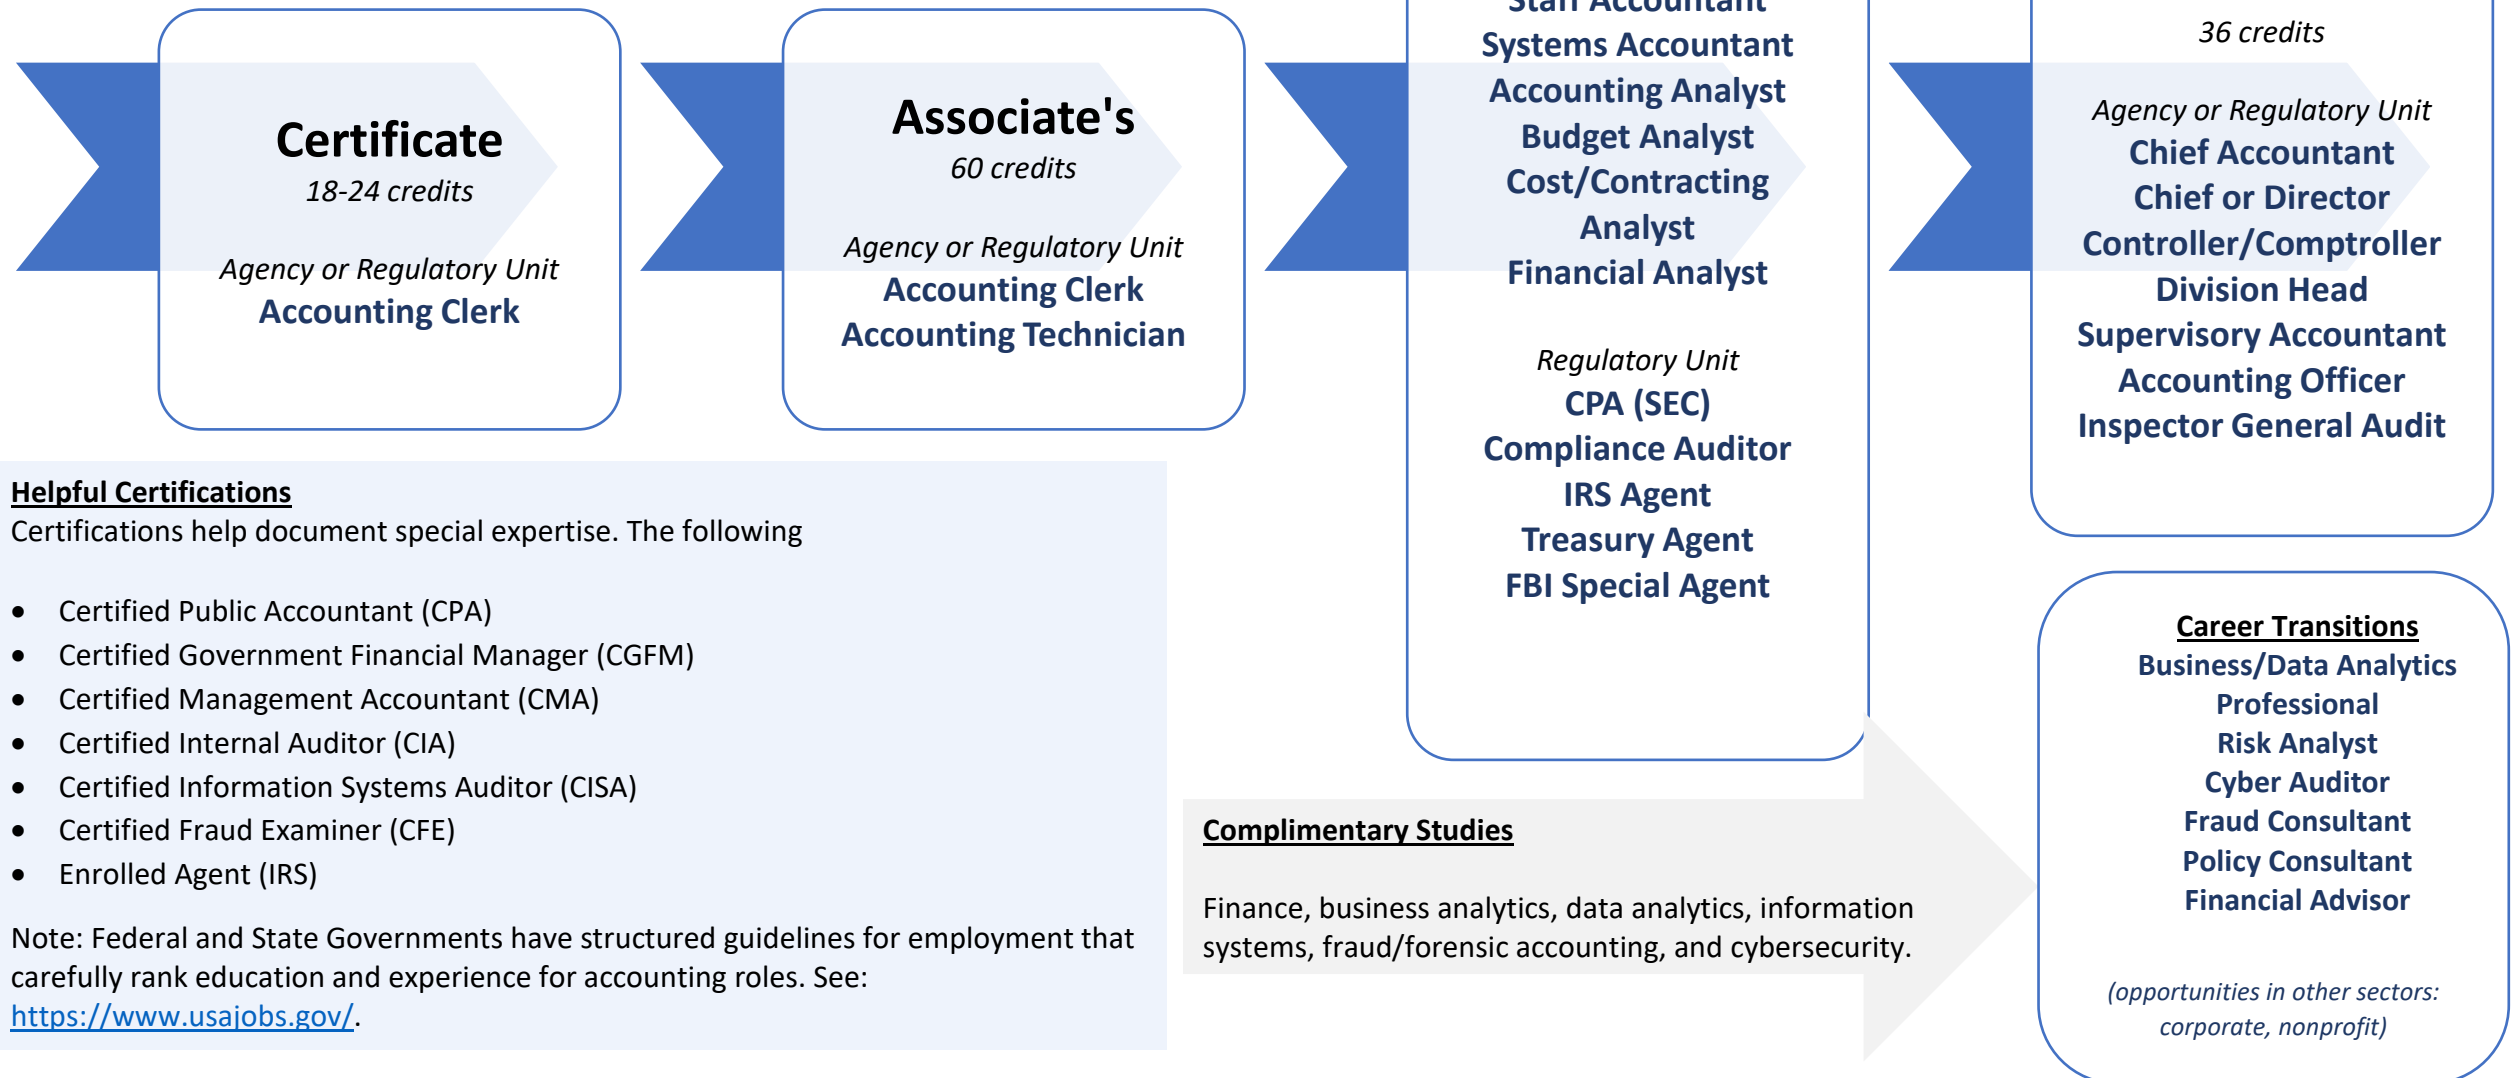 Certificate
18-24 credits
Agency or Regulatory Unit
Accounting Clerk
Associate's
60 credits
Agency or Regulatory Unit
Accounting Clerk
Accounting Technician
Staff Accountant
Systems Accountant
Accounting Analyst
Budget Analyst
Cost/Contracting
Analyst
Financial Analyst
Regulatory Unit
CPA (SEC)
Compliance Auditor
IRS Agent
Treasury Agent
FBI Special Agent
36 credits
Agency or Regulatory Unit
Chief Accountant
Chief or Director
Controller/Comptroller
Division Head
Supervisory Accountant
Accounting Officer
Inspector General Audit
Helpful Certifications
Certifications help document special expertise. The following
• Certified Public Accountant (CPA)
• Certified Government Financial Manager (CGFM)
• Certified Management Accountant (CMA)
• Certified Internal Auditor (CIA)
• Certified Information Systems Auditor (CISA)
• Certified Fraud Examiner (CFE)
• Enrolled Agent (IRS)
Note: Federal and State Governments have structured guidelines for employment that
carefully rank education and experience for accounting roles. See:
https://www.usajobs.gov/.
Complimentary Studies
Finance, business analytics, data analytics, information
systems, fraud/forensic accounting, and cybersecurity.
Career Transitions
Business/Data Analytics
Professional
Risk Analyst
Cyber Auditor
Fraud Consultant
Policy Consultant
Financial Advisor
(opportunities in other sectors:
corporate, nonprofit)